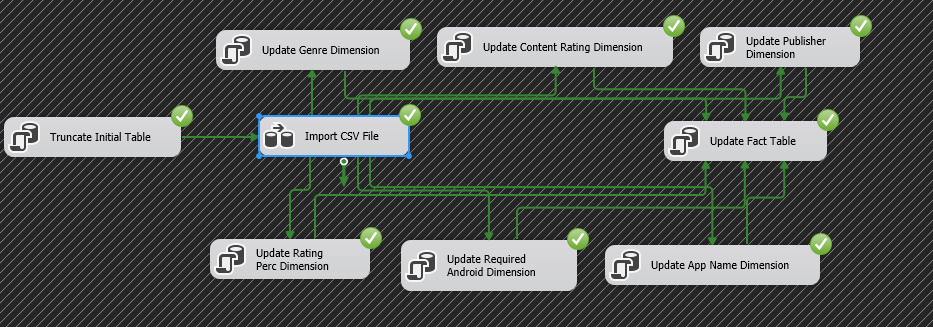 Update Genre Dimension
Update Content Rating Dimension
Update Publisher
Dimension
Truncate Initial Table
Import CSV File
Update Fact Table
Update Rating
Perc Dimension
Update Required
Android Dimension
Update App Name Dimension